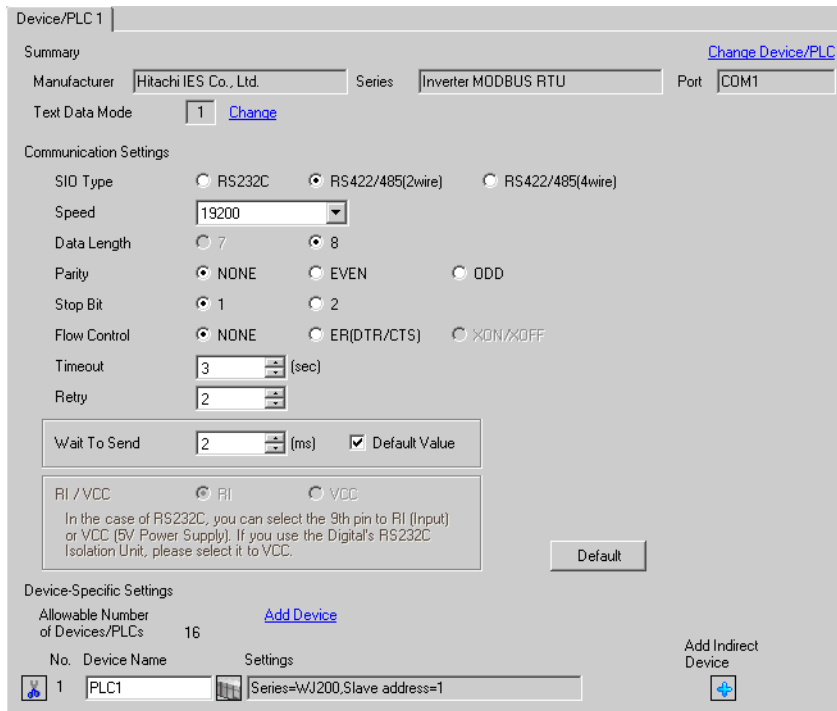 Device/PLC 1
Summary
Change Device/PLC
Manufacturer Hitachi IES Co., Ltd. Series Inverter MODBUS RTU Port COM1
Text Data Mode 1 Change
Communication Settings
SIO Type RS232C RS422/485(2wire) RS422/485(4wire)
Speed 19200
Data Length 7 8
Parity NONE EVEN ODD
Stop Bit 1 2
Flow Control NONE ER(DTR/CTS) XON/XOFF
Timeout 3 (sec)
Retry 2
Wait To Send 2 (ms) Default Value
RI / VCC RI VCC
In the case of RS232C, you can select the 9th pin to RI (Input)
or VCC (5V Power Supply). If you use the Digital's RS232C
Isolation Unit, please select it to VCC.
Default
Device-Specific Settings
Allowable Number
of Devices/PLCs 16
Add Device
No. Device Name Settings
Add Indirect
Device
1 PLC1 Series=WJ200,Slave address=1